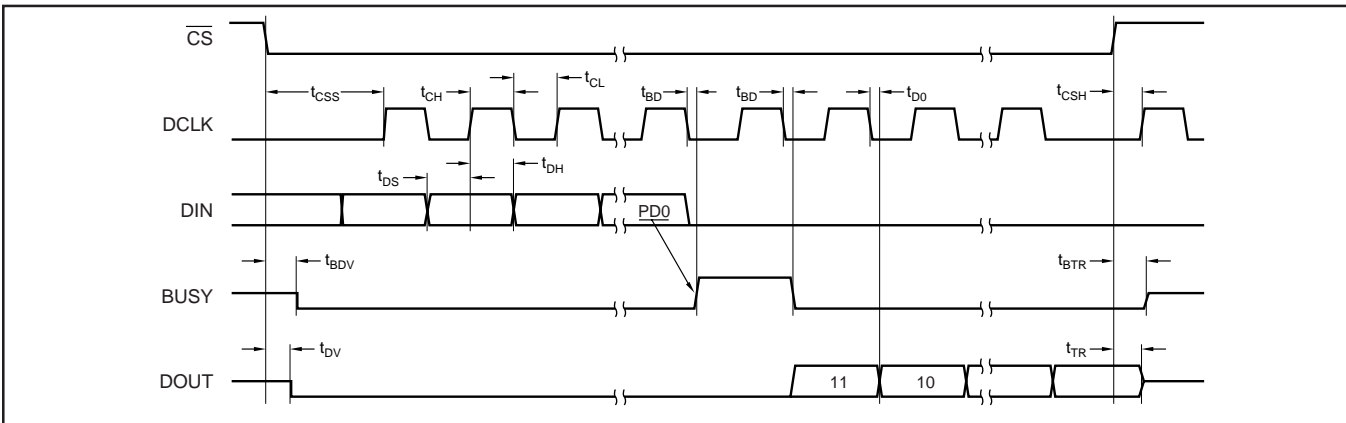 CS
tCSS
tCH
tCL
tBD
tBD
tD0
tCSH
DCLK
tDS
tDH
DIN
PD0
tBDV
tBTR
BUSY
tDV
tTR
DOUT
11
10